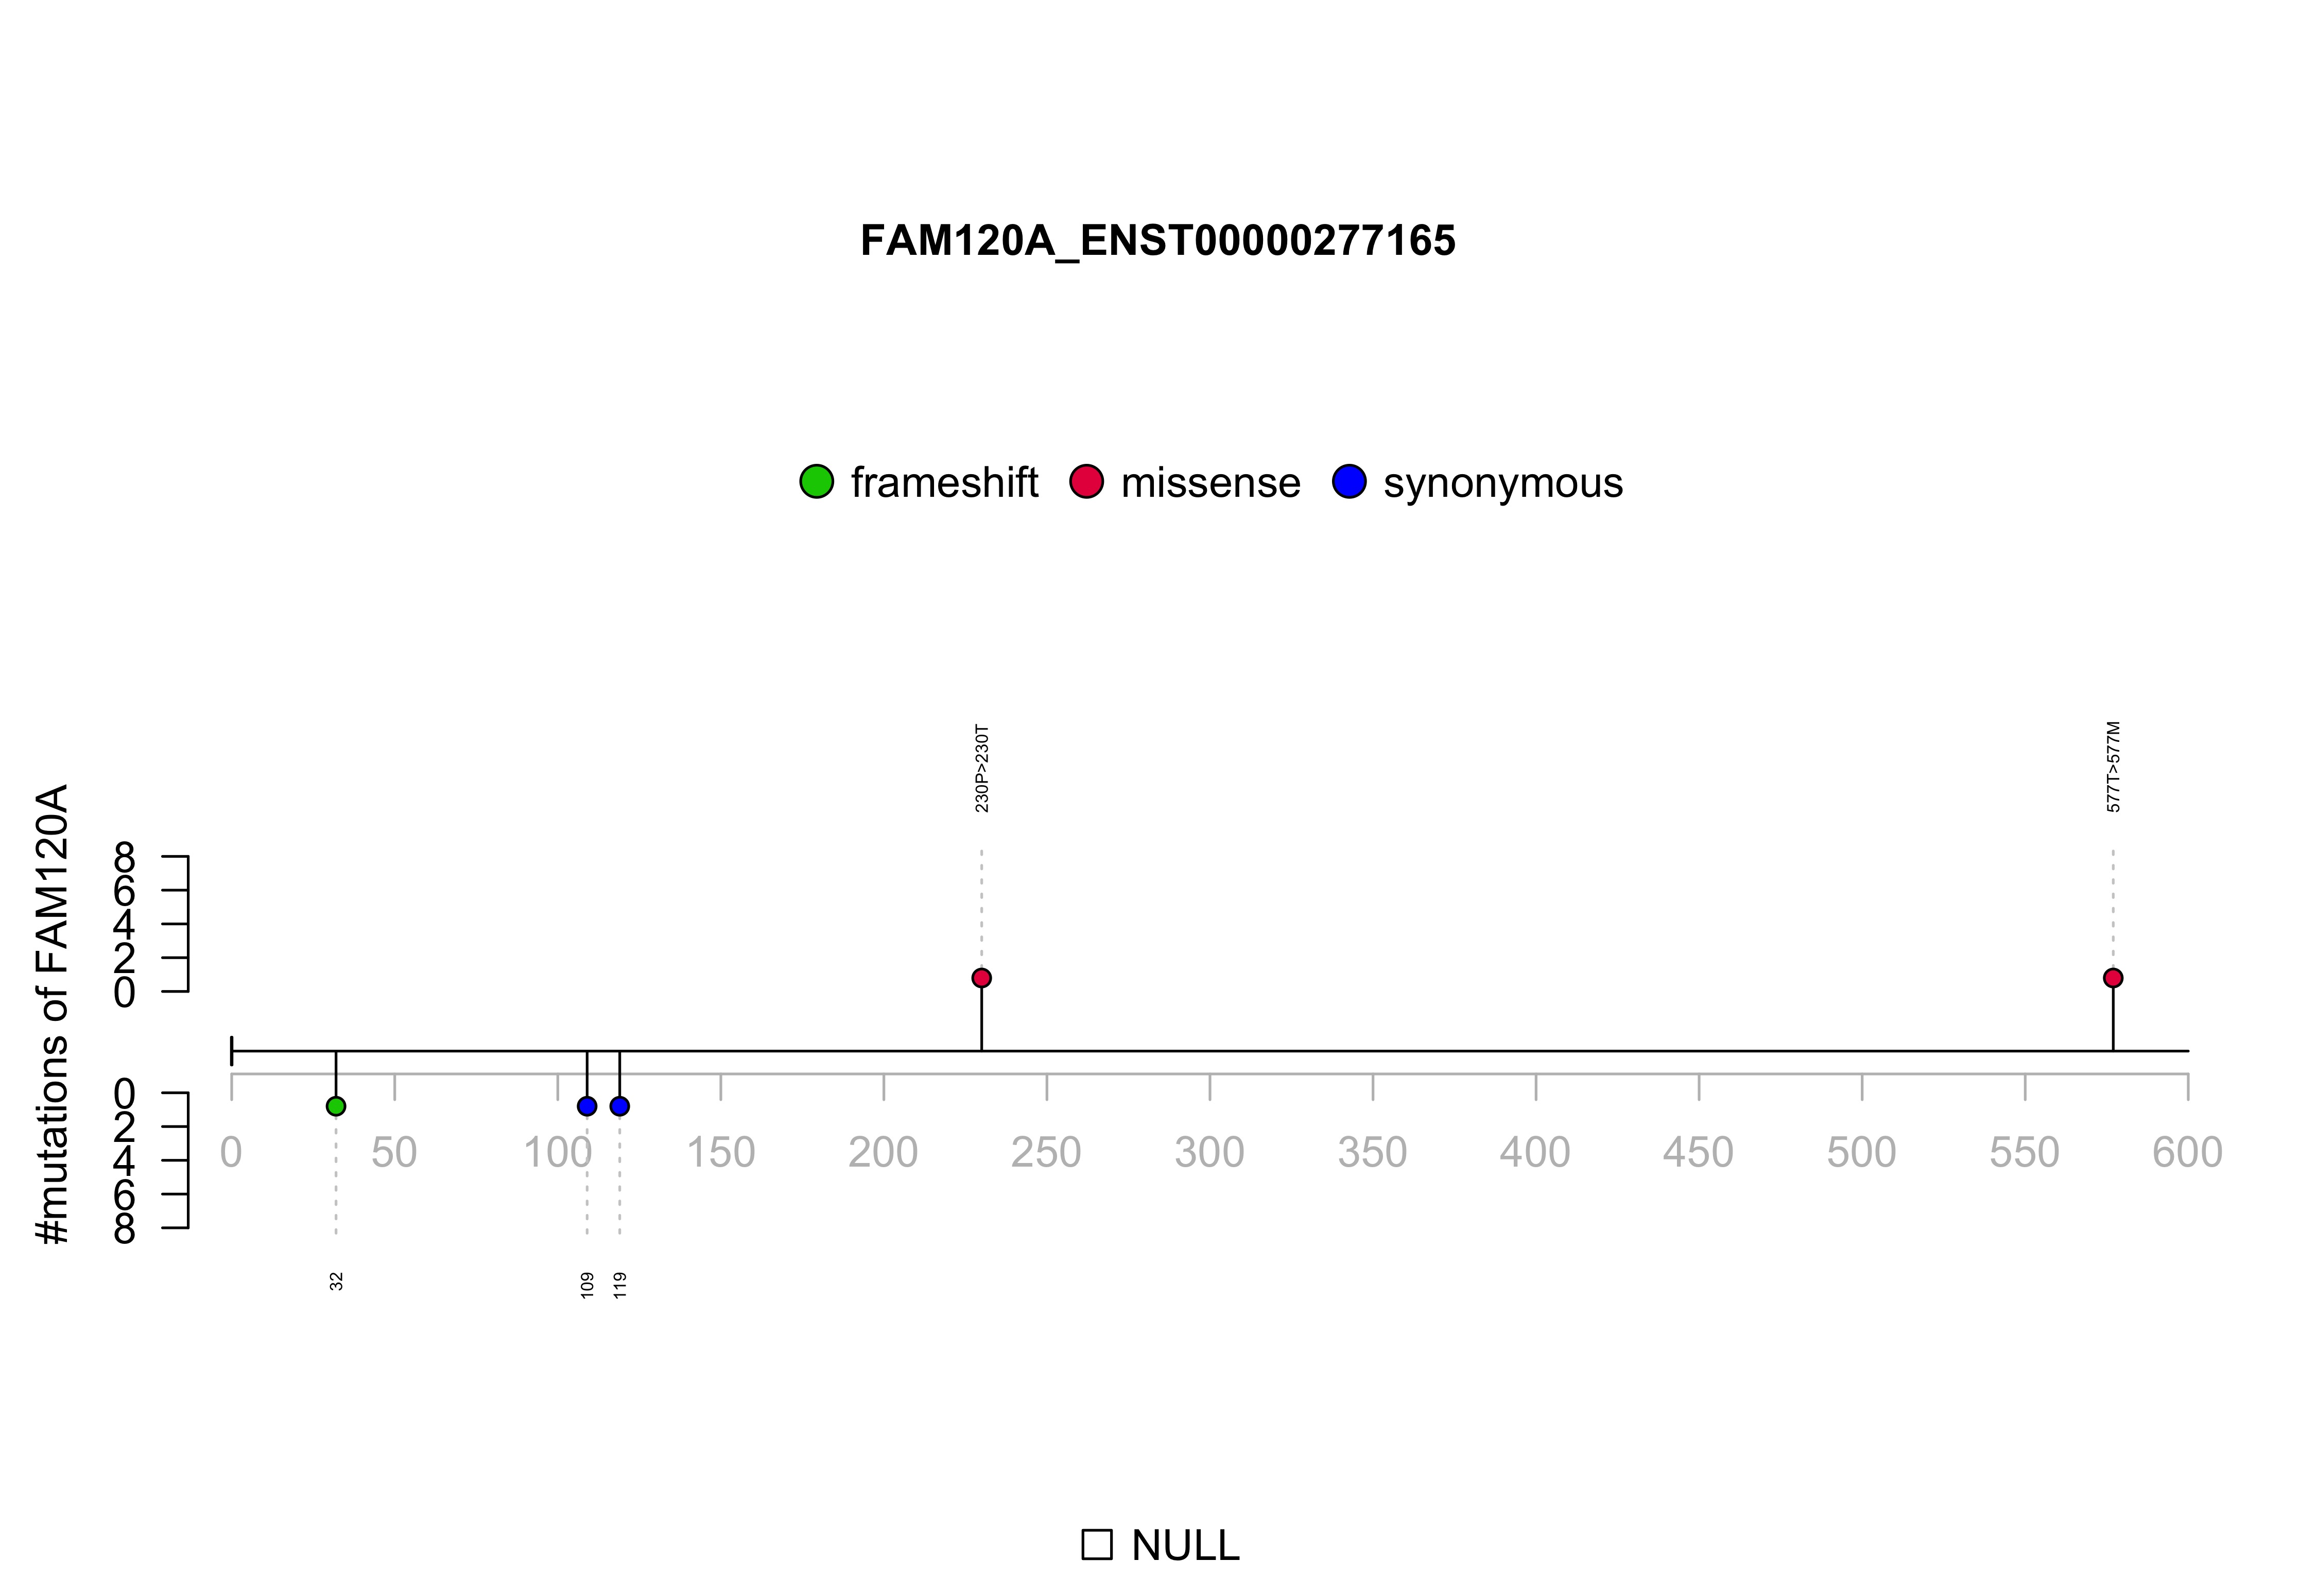 FAM120A_ENST00000277165
frameshift missense synonymous
230P>230T 577T>577M
#mutations of FAM120A
8
6
4
2
0
0
2
4
6
8
0 50 100 150 200 250 300 350 400 450 500 550 600
32 109 119
NULL